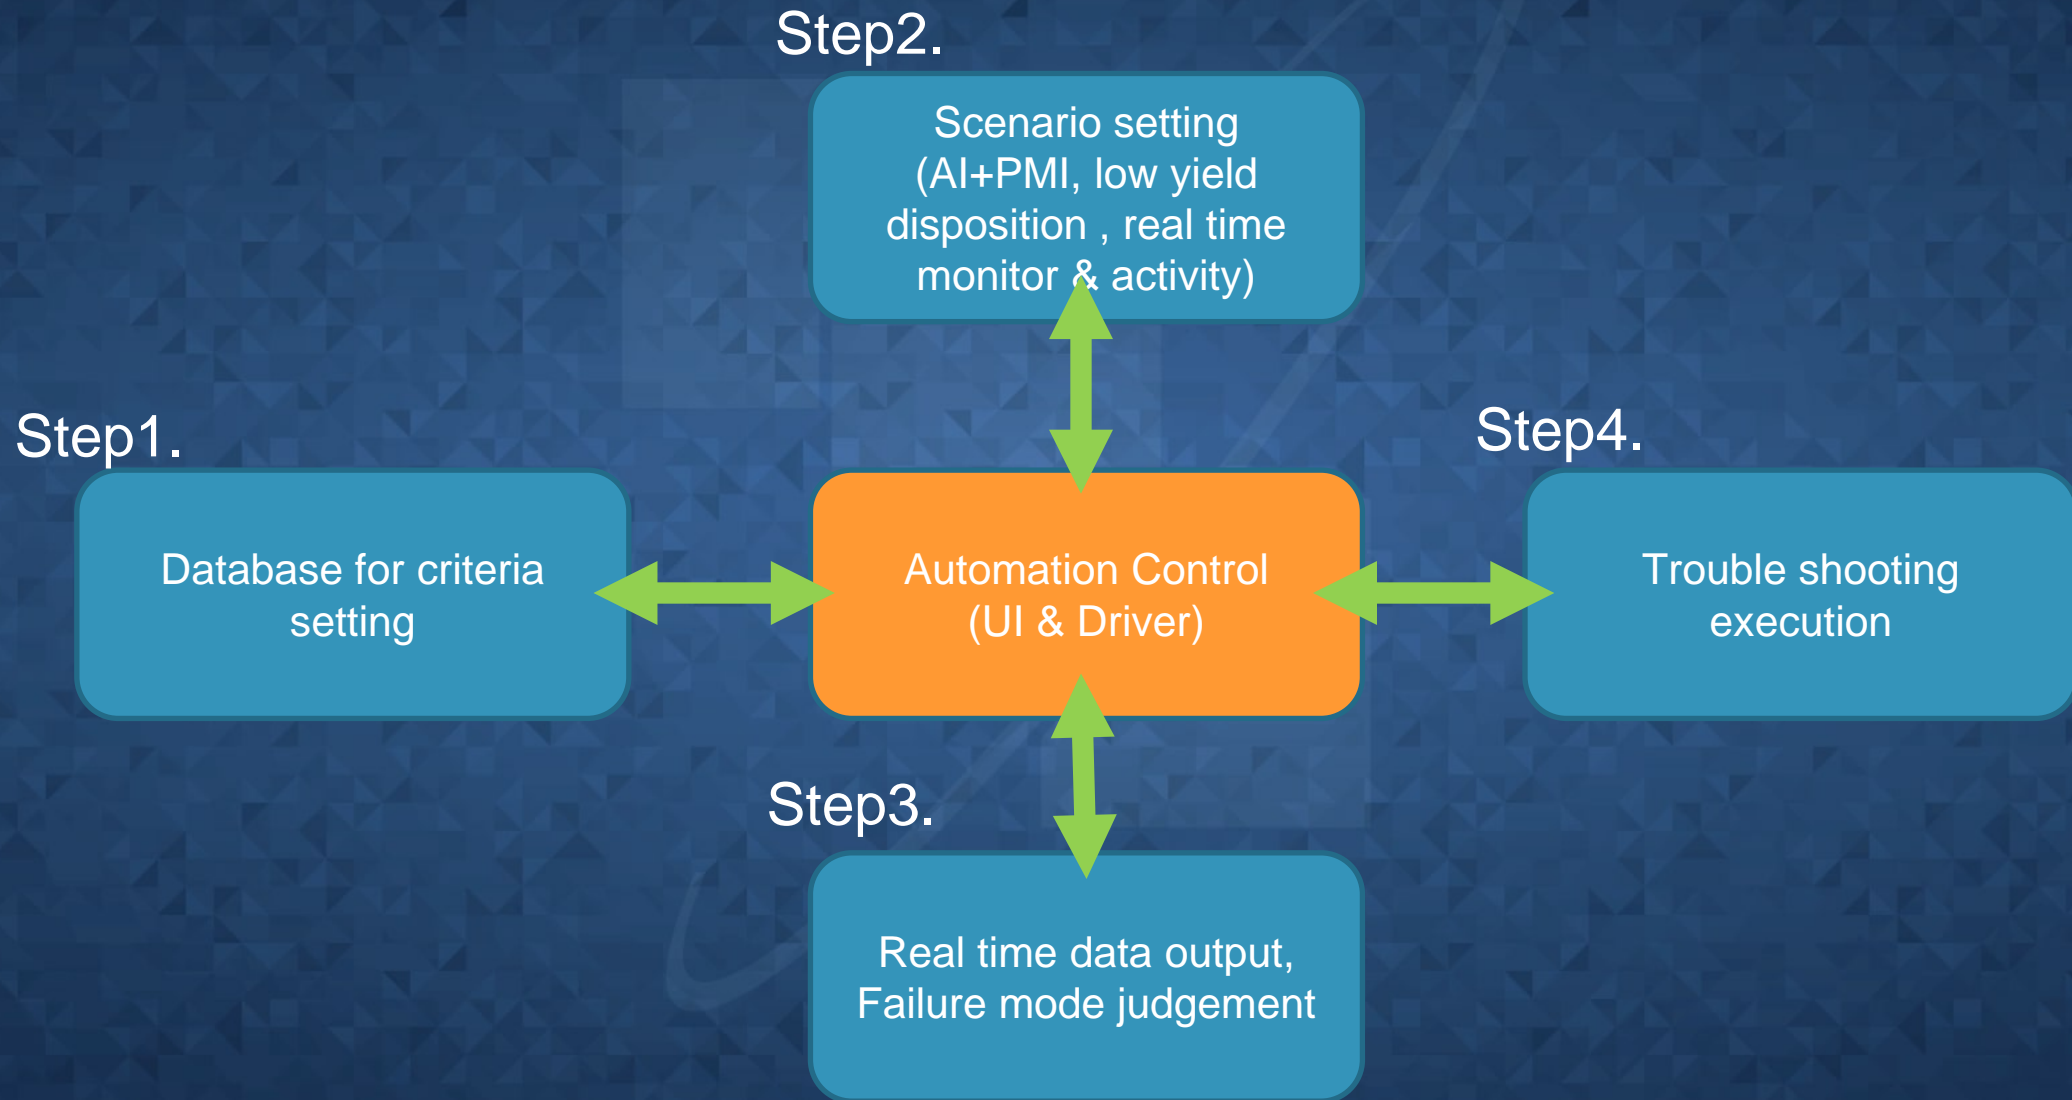 Step2.
Scenario setting
(AI+PMI, low yield
disposition , real time
monitor & activity)
Step1.
Database for criteria
setting
Automation Control
(UI & Driver)
Step4.
Trouble shooting
execution
Step3.
Real time data output,
Failure mode judgement